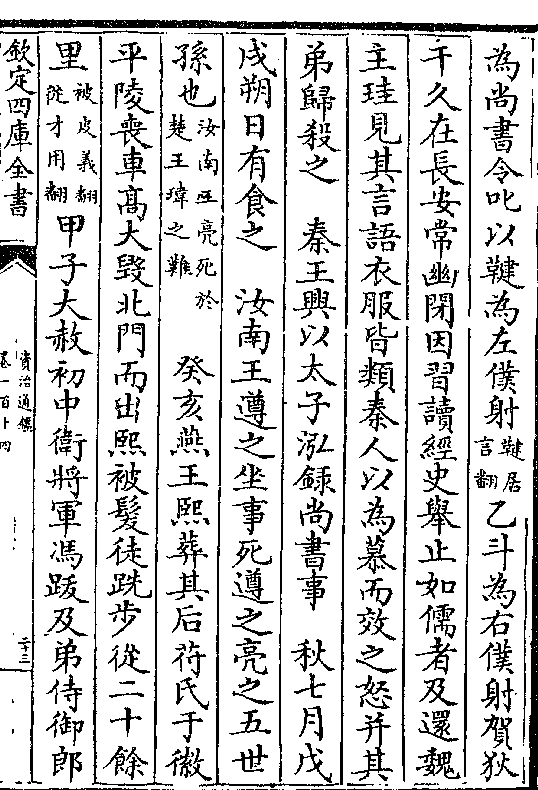 為尚書令叱以鞬為左僕射鞬居言翻乙斗為右僕射賀狄
干久在長安常幽閉因習讀經史舉止如儒者及還魏
主珪見其言語衣服皆類秦人以為慕而效之怒并其
弟歸殺之　秦王興以太子泓録尚書事　秋七月戊
戌朔日有食之　汝南王遵之坐事死遵之亮之五世
孫也汝南王亮死於楚王瑋之難　癸亥燕王熙葬其后苻氏于徽
平陵喪車髙大毀北門而出熙被髪徒跣步從二十餘
里被皮義翻從才用翻甲子大赦初中衛將軍馮跋及弟侍御郎
欽定四庫全書
資治通鑑
卷一百十四
二十三